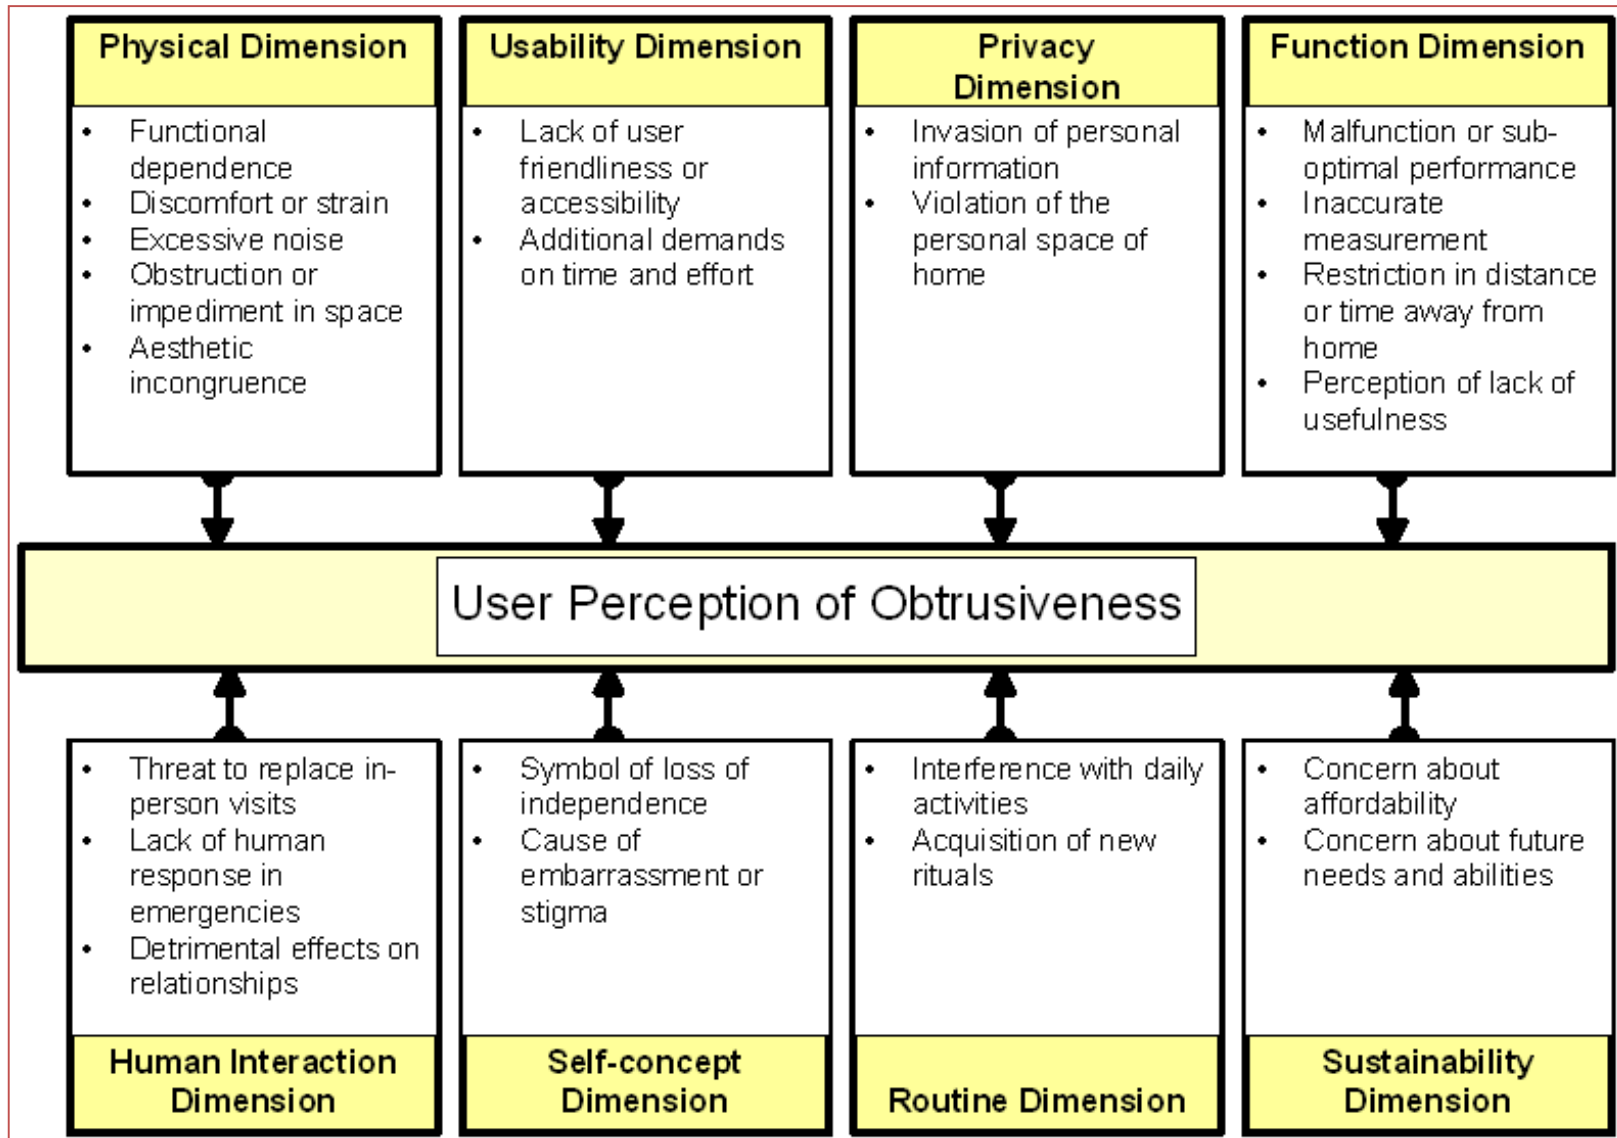 Physical Dimension
• Functional
dependence
• Discomfort or strain
• Excessive noise
• Obstruction or
impediment in space
• Aesthetic
incongruence
Usability Dimension
• Lack of user
friendliness or
accessibility
• Additional demands
on time and effort
Privacy
Dimension
• Invasion of personal
information
• Violation of the
personal space of
home
Function Dimension
• Malfunction or sub-
optimal performance
• Inaccurate
measurement
• Restriction in distance
or time away from
home
• Perception of lack of
usefulness
User Perception of Obtrusiveness
• Threat to replace in-
person visits
• Lack of human
response in
emergencies
• Detrimental effects on
relationships
Human Interaction
Dimension
• Symbol of loss of
independence
• Cause of
embarrassment or
stigma
Self-concept
Dimension
• Interference with daily
activities
• Acquisition of new
rituals
Routine Dimension
• Concern about
affordability
• Concern about future
needs and abilities
Sustainability
Dimension